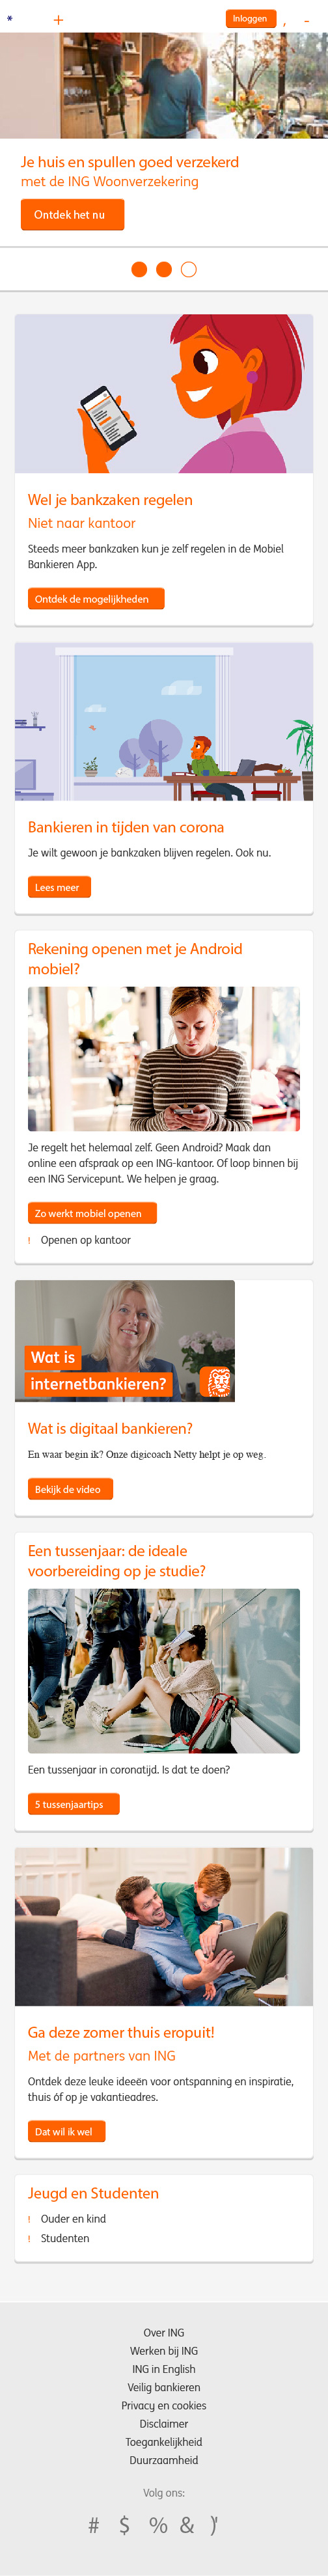 *
+
Inloggen
Je huis en spullen goed verzekerd
met de ING Woonverzekering
Ontdek het nu
Wel je bankzaken regelen
Niet naar kantoor
Steeds meer bankzaken kun je zelf regelen in de Mobiel
Bankieren App.
Ontdek de mogelijkheden
Bankieren in tijden van corona
Je wilt gewoon je bankzaken blijven regelen. Ook nu.
Lees meer
Rekening openen met je Android
mobiel?
Je regelt het helemaal zelf. Geen Android? Maak dan
online een afspraak op een ING-kantoor. Of loop binnen bij
een ING Servicepunt. We helpen je graag.
Zo werkt mobiel openen
! Openen op kantoor
Wat is
internetbankieren?
Wat is digitaal bankieren?
En waar begin ik? Onze digicoach Netty helpt je op weg.
Bekijk de video
Een tussenjaar: de ideale
voorbereiding op je studie?
Een tussenjaar in coronatijd. Is dat te doen?
5 tussenjaartips
Ga deze zomer thuis eropuit!
Met de partners van ING
Ontdek deze leuke ideeën voor ontspanning en inspiratie,
thuis óf op je vakantieadres.
Dat wil ik wel
Jeugd en Studenten
! Ouder en kind
! Studenten
Over ING
Werken bij ING
ING in English
Veilig bankieren
Privacy en cookies
Disclaimer
Toegankelijkheid
Duurzaamheid
Volg ons:
# $ % & )'